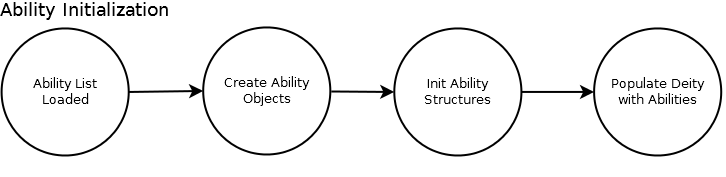 Ability Initialization
Ability List
Loaded
Create Ability
Objects
Init Ability
Structures
Populate Deity
with Abilities